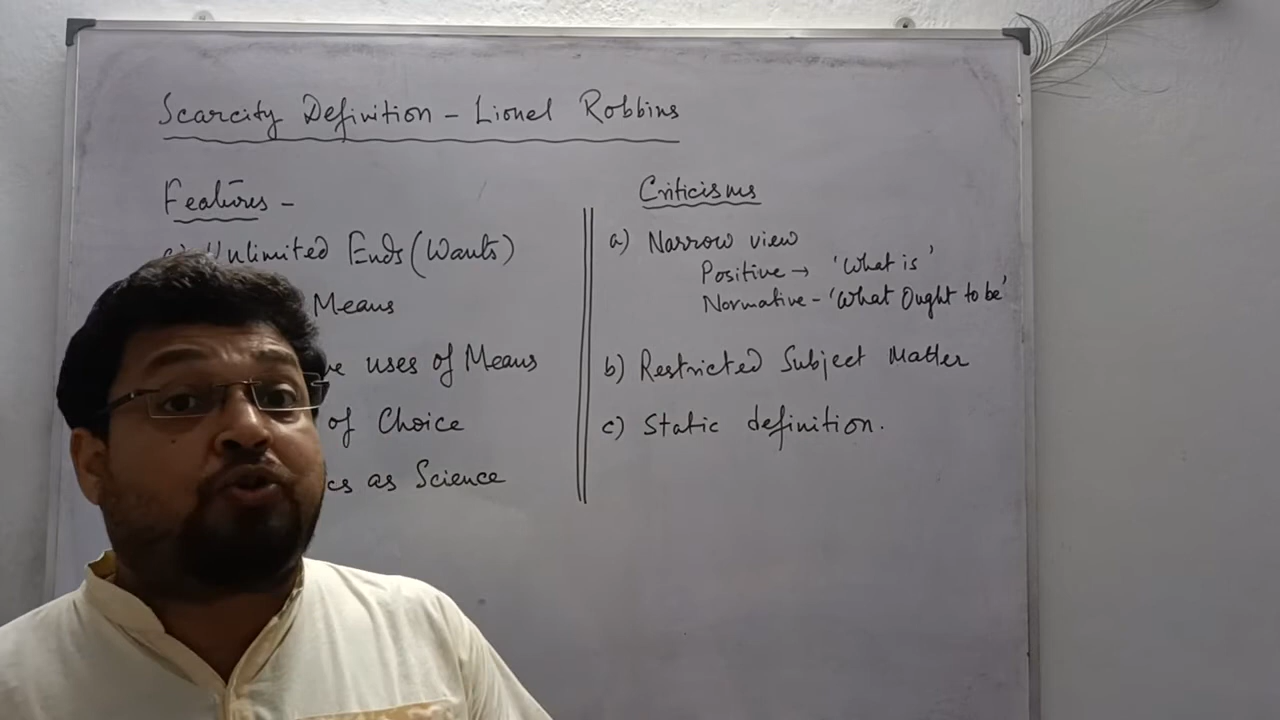 Scarcity Definition - Lionel Robbins
Features -
Unlimited Ends (Wants)
Means
uses of Means
of Choice
as Science
Criticisms
a) Narrow view
Positive → 'What is'
Normative - 'What Ought to be'
b) Restricted Subject Matter
c) Static definition.